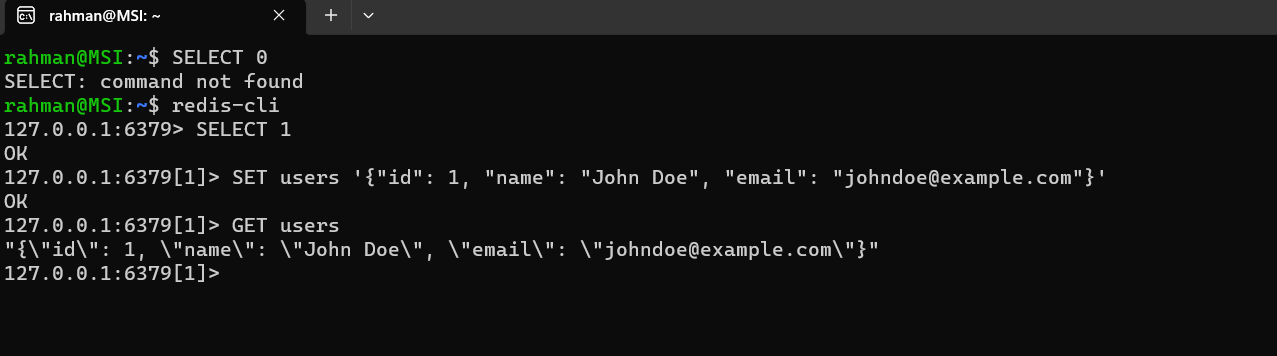 rahman@MSI: ~
rahman@MSI:~$ SELECT 0
SELECT: command not found
rahman@MSI:~$ redis-cli
127.0.0.1:6379> SELECT 1
OK
127.0.0.1:6379[1]> SET users '{"id": 1, "name": "John Doe", "email": "johndoe@example.com"}'
OK
127.0.0.1:6379[1]> GET users
"{\"id\": 1, \"name\": \"John Doe\", \"email\": \"johndoe@example.com\"}"
127.0.0.1:6379[1]>